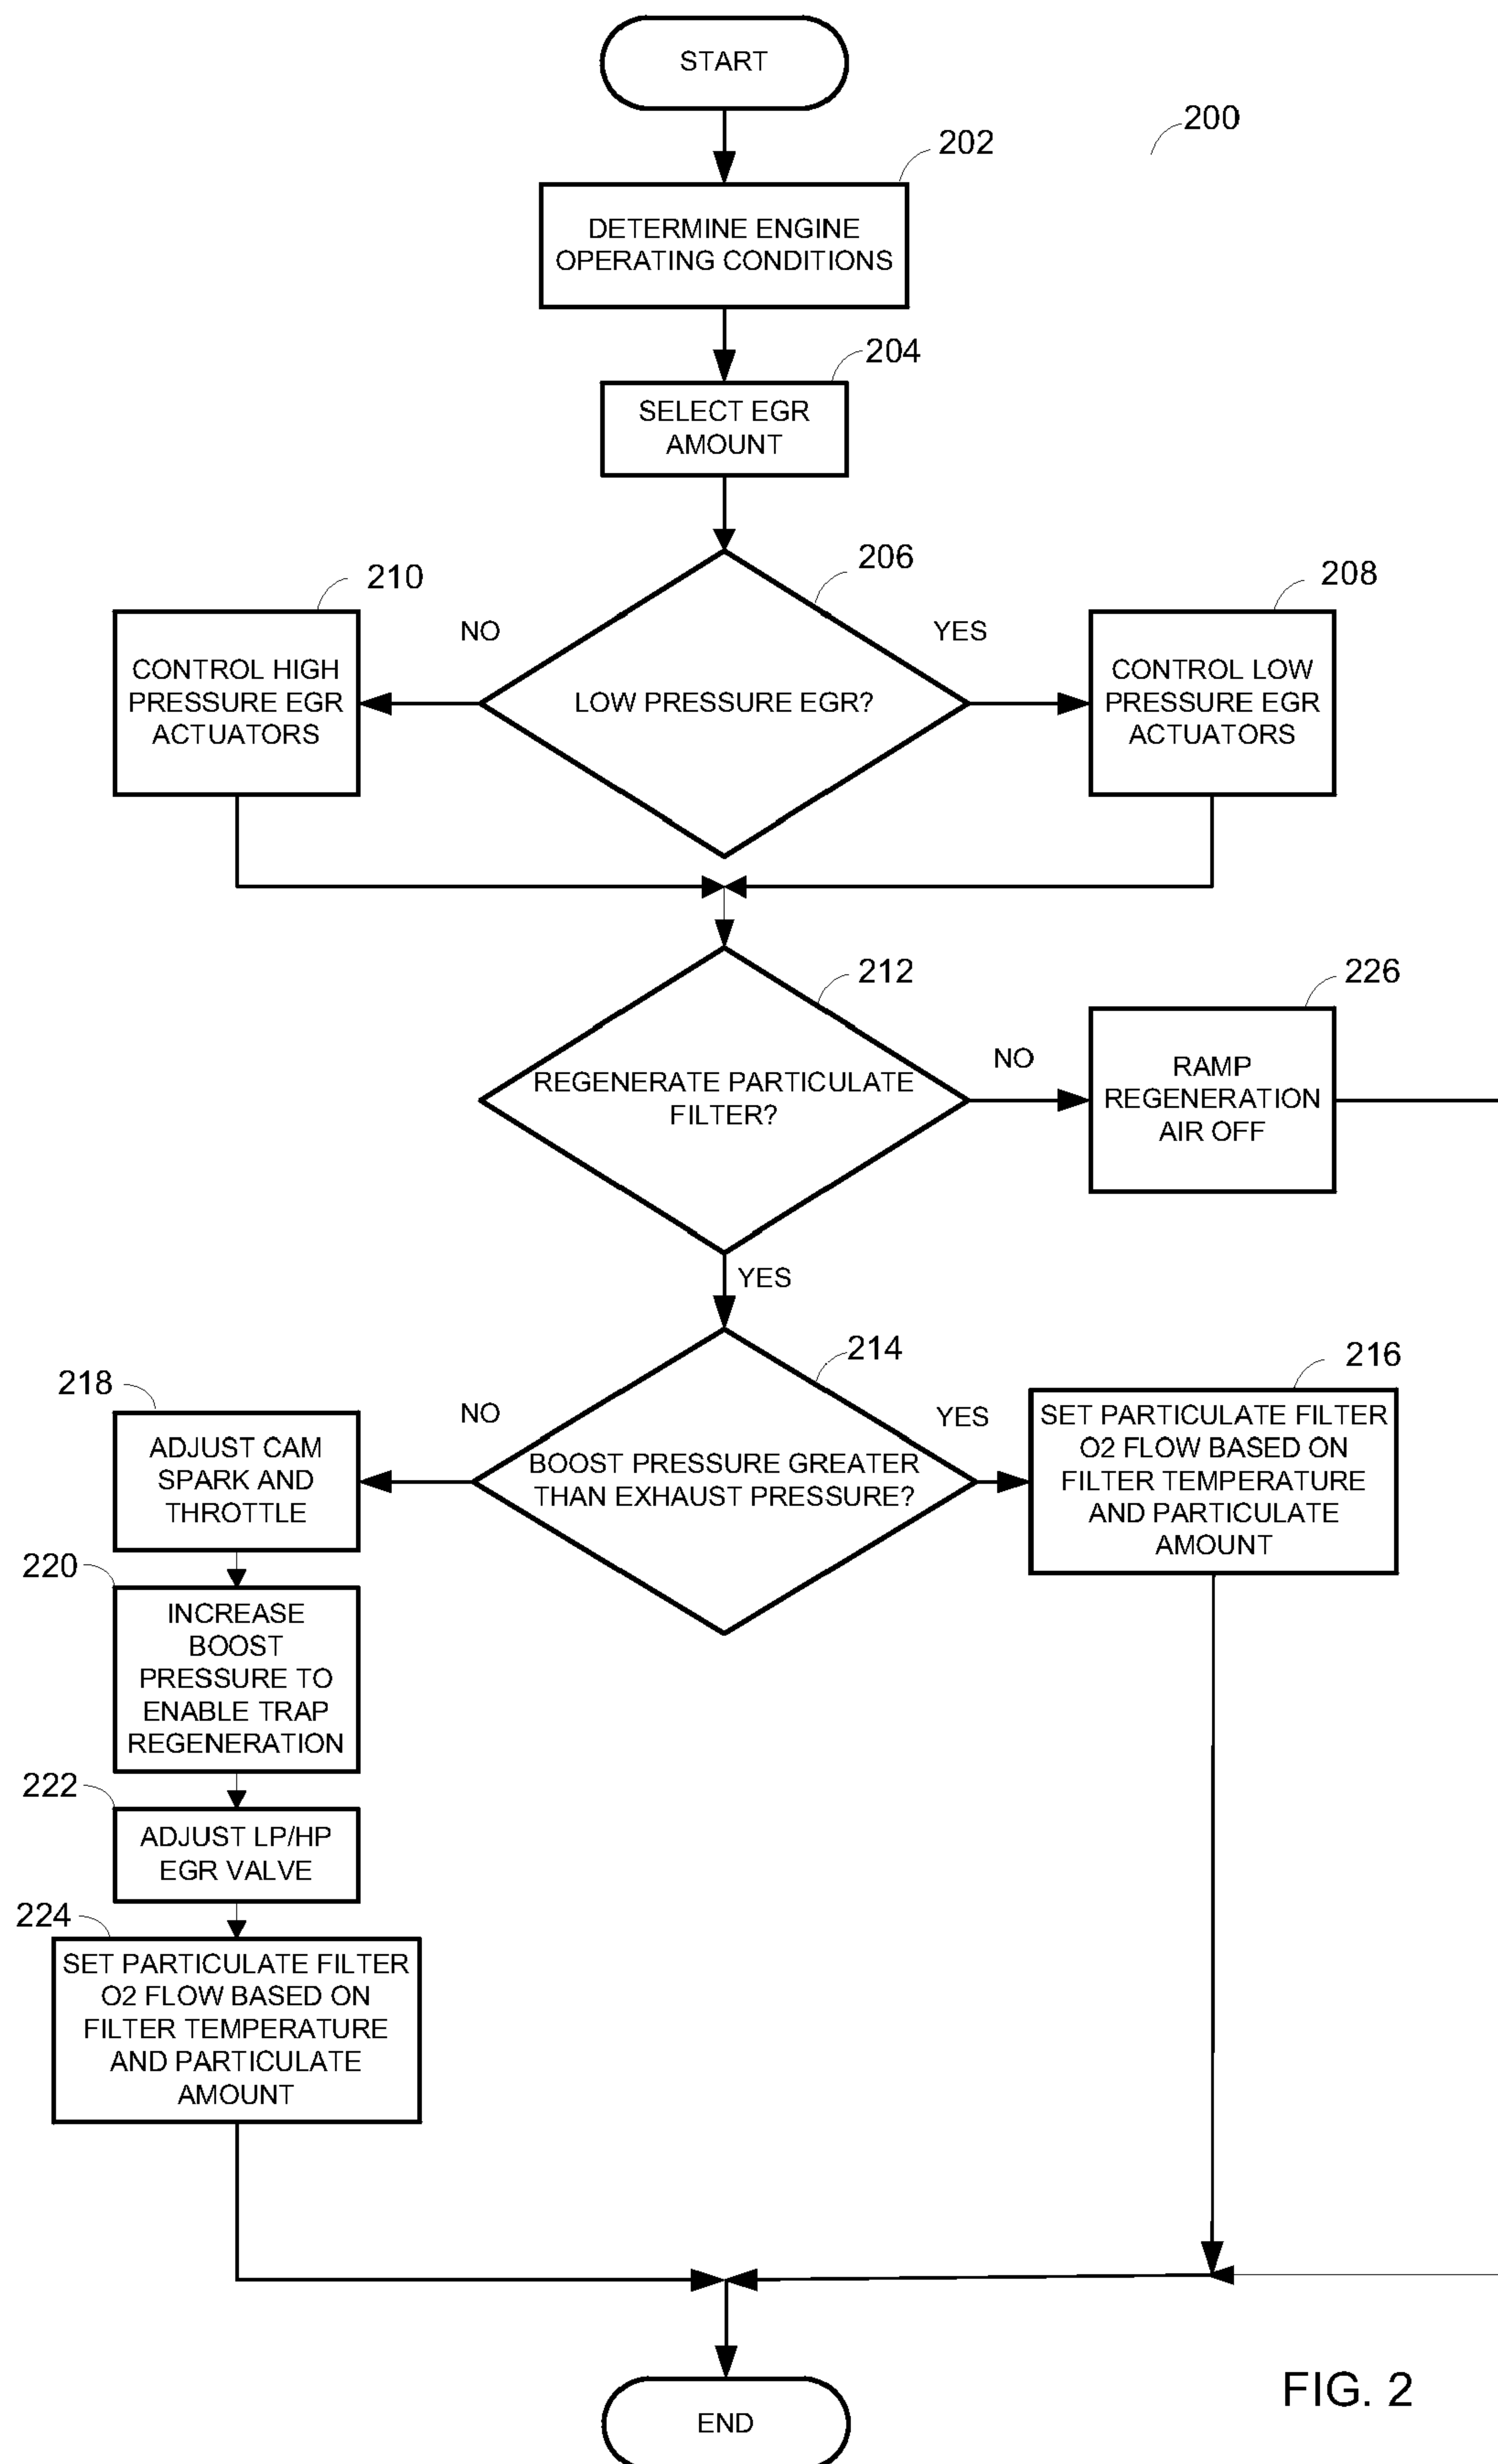 START
200
202
DETERMINE ENGINE
OPERATING CONDITIONS
204
SELECT EGR
AMOUNT
206
210
208
NO
YES
CONTROL HIGH
PRESSURE EGR
ACTUATORS
LOW PRESSURE EGR?
CONTROL LOW
PRESSURE EGR
ACTUATORS
212
226
NO
REGENERATE PARTICULATE
FILTER?
RAMP
REGENERATION
AIR OFF
YES
214
216
218
NO
YES
ADJUST CAM
SPARK AND
THROTTLE
BOOST PRESSURE GREATER
THAN EXHAUST PRESSURE?
SET PARTICULATE FILTER
O2 FLOW BASED ON
FILTER TEMPERATURE
AND PARTICULATE
AMOUNT
220
INCREASE
BOOST
PRESSURE TO
ENABLE TRAP
REGENERATION
222
ADJUST LP/HP
EGR VALVE
224
SET PARTICULATE FILTER
O2 FLOW BASED ON
FILTER TEMPERATURE
AND PARTICULATE
AMOUNT
FIG. 2
END